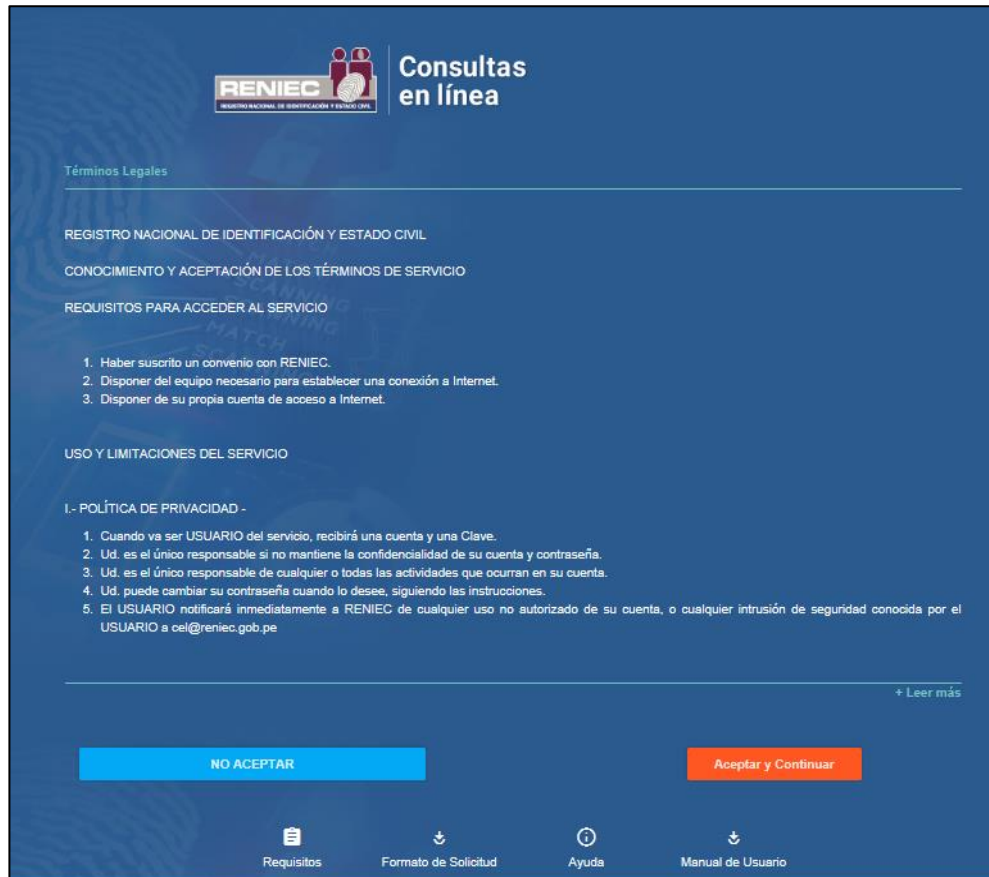 RENIEC
REGISTRO NACIONAL DE IDENTIFICACIÓN Y ESTADO CIVIL
Consultas
en línea
Términos Legales
REGISTRO NACIONAL DE IDENTIFICACIÓN Y ESTADO CIVIL
CONOCIMIENTO Y ACEPTACIÓN DE LOS TÉRMINOS DE SERVICIO
REQUISITOS PARA ACCEDER AL SERVICIO
MATCH
SCANNING
SCANNING
MATCH
SCANNING
1. Haber suscrito un convenio con RENIEC.
2. Disponer del equipo necesario para establecer una conexión a Internet.
3. Disponer de su propia cuenta de acceso a Internet.
USO Y LIMITACIONES DEL SERVICIO
I.- POLÍTICA DE PRIVACIDAD -
1. Cuando va ser USUARIO del servicio, recibirá una cuenta y una Clave.
2. Ud. es el único responsable si no mantiene la confidencialidad de su cuenta y contraseña.
3. Ud. es el único responsable de cualquier o todas las actividades que ocurran en su cuenta.
4. Ud. puede cambiar su contraseña cuando lo desee, siguiendo las instrucciones.
5. El USUARIO notificará inmediatamente a RENIEC de cualquier uso no autorizado de su cuenta, o cualquier intrusión de seguridad conocida por el
USUARIO a cel@reniec.gob.pe
+ Leer más
NO ACEPTAR
Aceptar y Continuar
Requisitos
Formato de Solicitud
Ayuda
Manual de Usuario